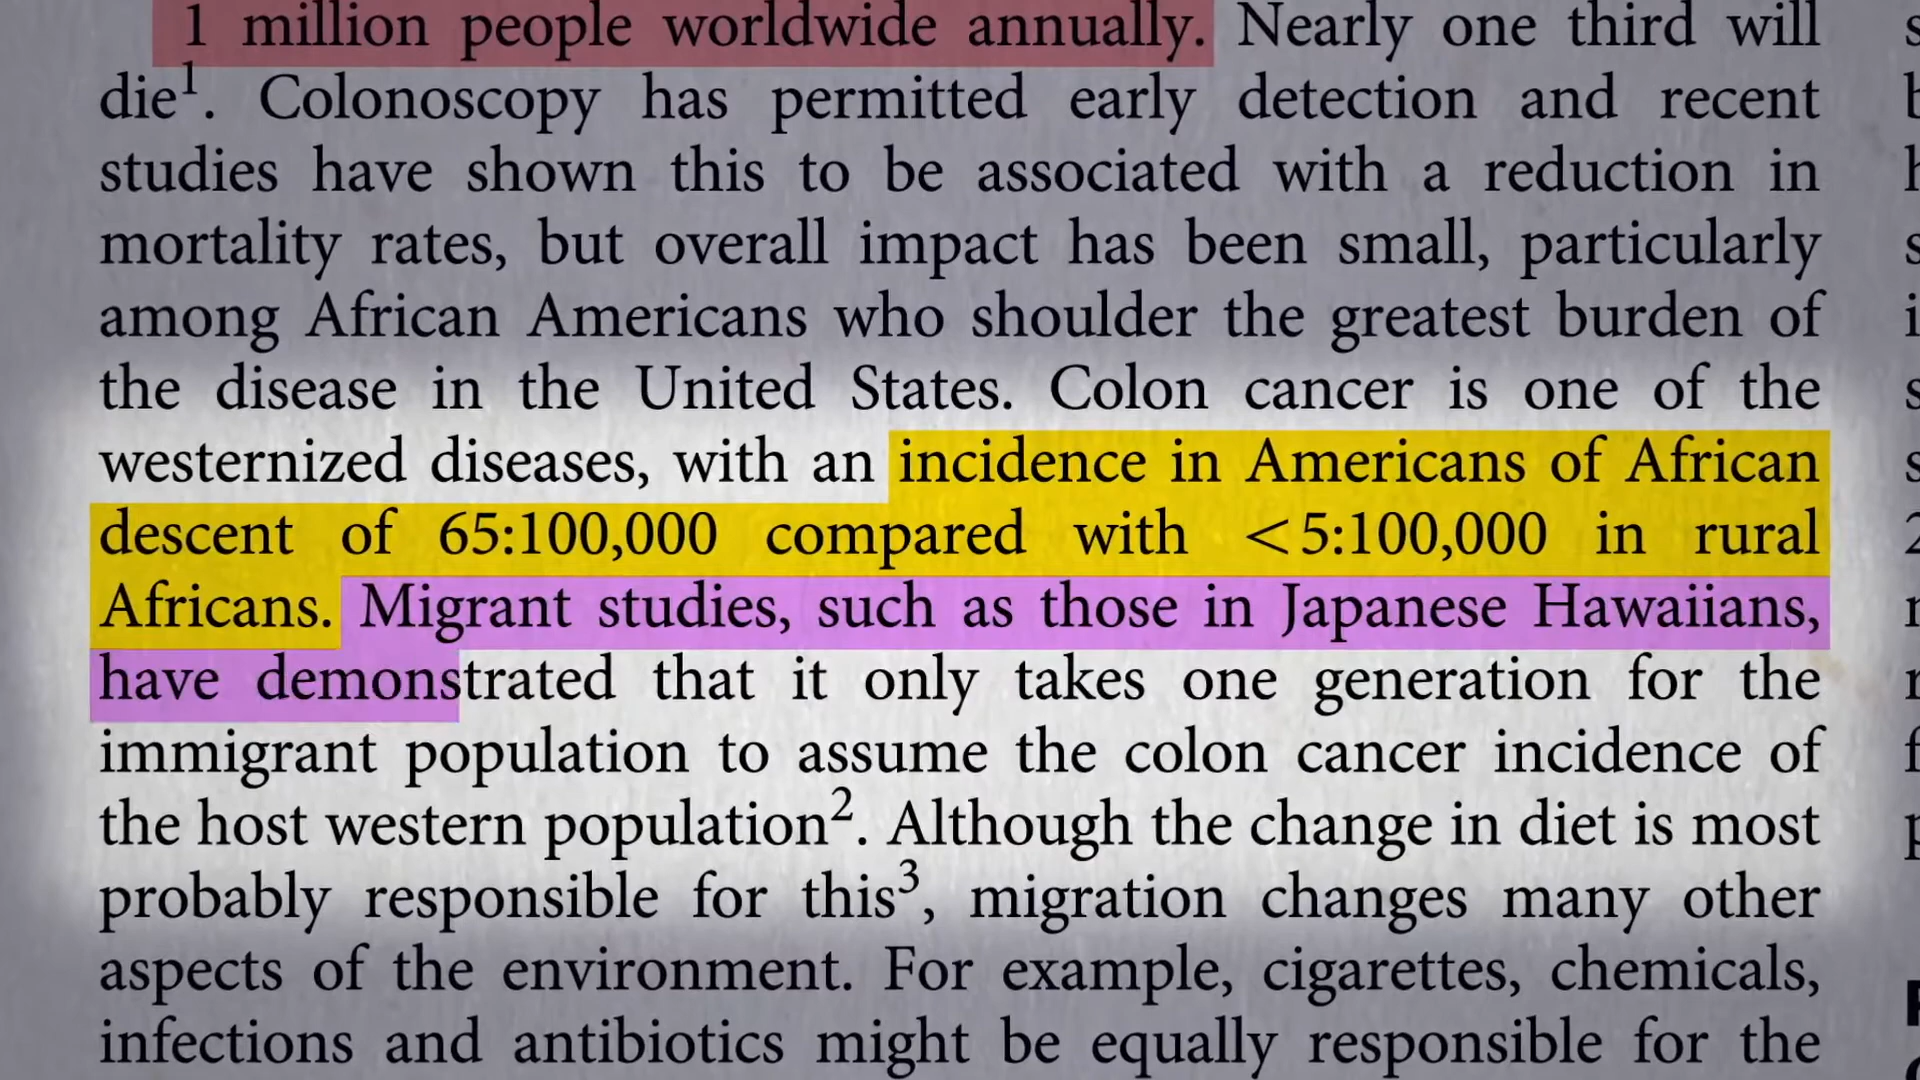 1 million people worldwide annually. Nearly one third will
die¹. Colonoscopy has permitted early detection and recent
studies have shown this to be associated with a reduction in
mortality rates, but overall impact has been small, particularly
among African Americans who shoulder the greatest burden of
the disease in the United States. Colon cancer is one of the
westernized diseases, with an incidence in Americans of African
descent of 65:100,000 compared with <5:100,000 in rural
Africans. Migrant studies, such as those in Japanese Hawaiians,
have demonstrated that it only takes one generation for the
immigrant population to assume the colon cancer incidence of
the host western population². Although the change in diet is most
probably responsible for this³, migration changes many other
aspects of the environment. For example, cigarettes, chemicals,
infections and antibiotics might be equally responsible for the